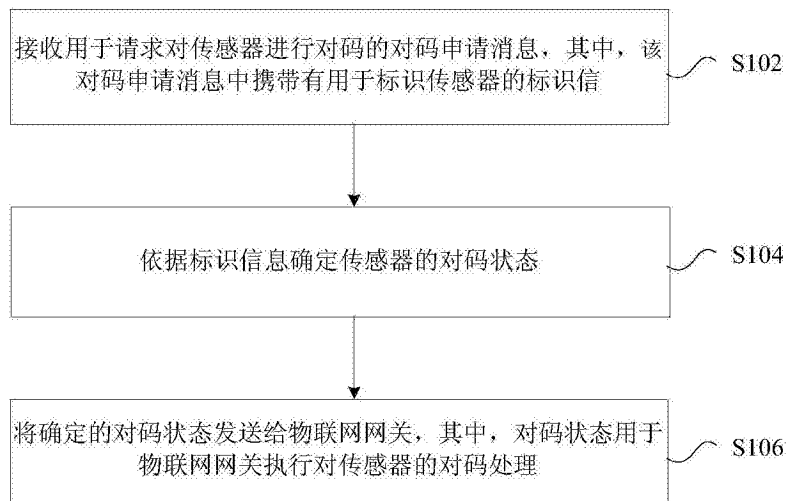 接收用于请求对传感器进行对码的对码申请消息，其中，该
对码申请消息中携带有用于标识传感器的标识信
S102
依据标识信息确定传感器的对码状态
S104
将确定的对码状态发送给物联网网关，其中，对码状态用于
物联网网关执行对传感器的对码处理
S106